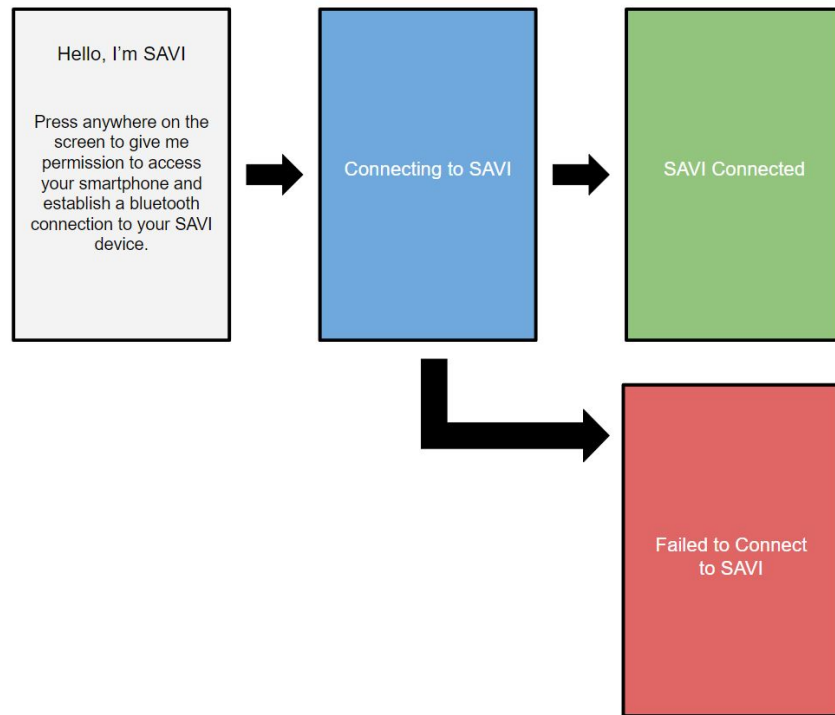 Hello, I'm SAVI
Press anywhere on the
screen to give me
permission to access
your smartphone and
establish a bluetooth
connection to your SAVI
device.
Connecting to SAVI
SAVI Connected
Failed to Connect
to SAVI